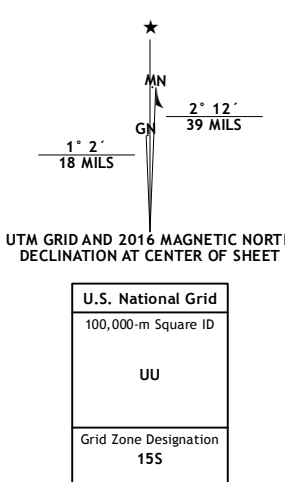 MN
GN
2° 12´
39 MILS
1° 2´
18 MILS
UTM GRID AND 2016 MAGNETIC NORT
DECLINATION AT CENTER OF SHEET
U.S. National Grid
100,000-m Square ID
UU
Grid Zone Designation
15S